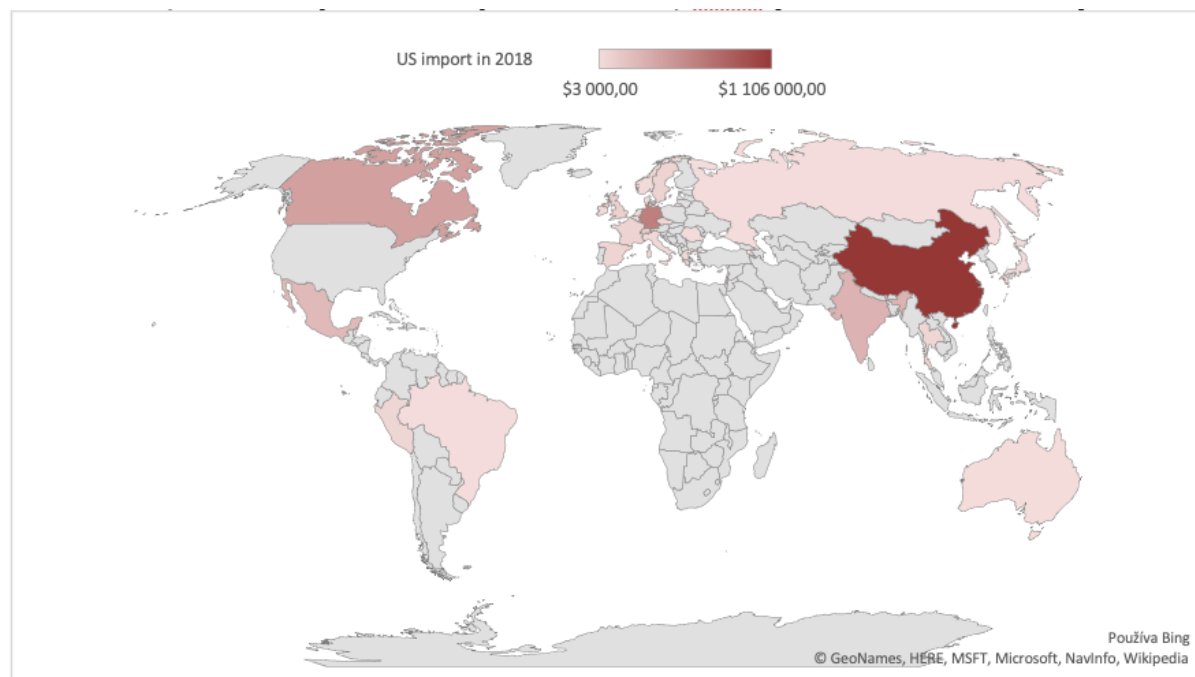 US import in 2018
$3 000,00 $1 106 000,00
Používa Bing
© GeoNames, HERE, MSFT, Microsoft, NavInfo, Wikipedia